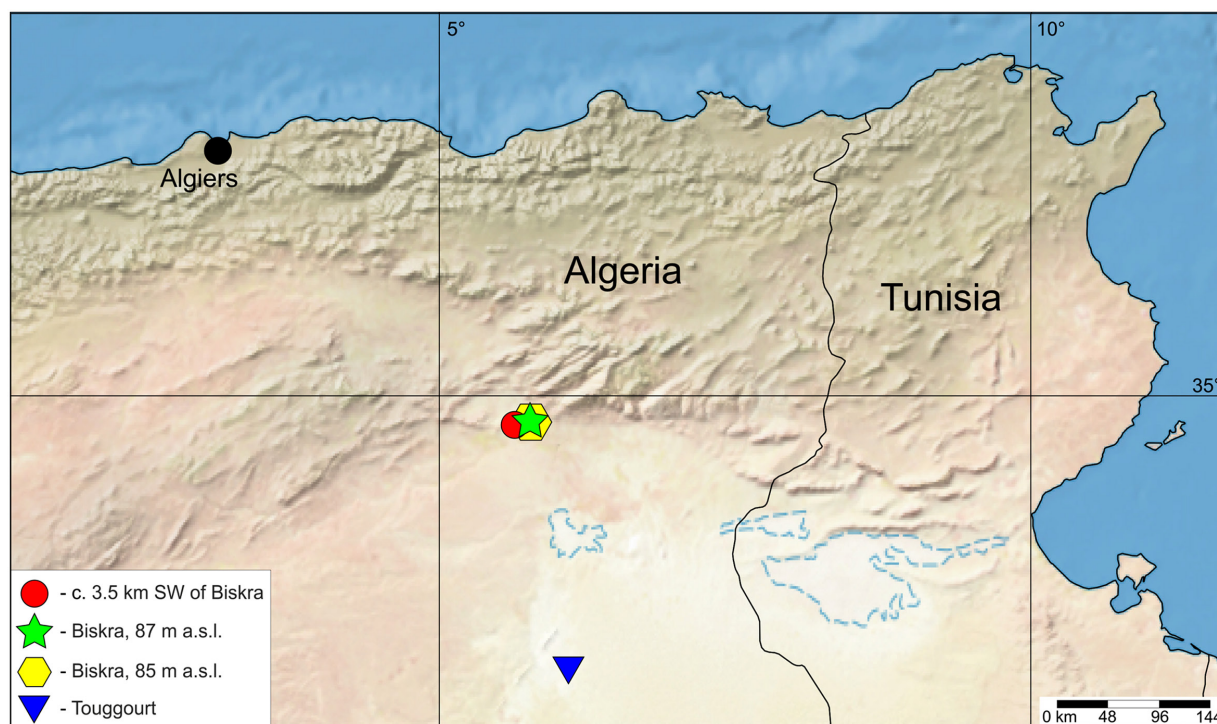 5°
10°
Algiers
Algeria
Tunisia
35°
- c. 3.5 km SW of Biskra
- Biskra, 87 m a.s.l.
- Biskra, 85 m a.s.l.
- Touggourt
0 km 48 96 144